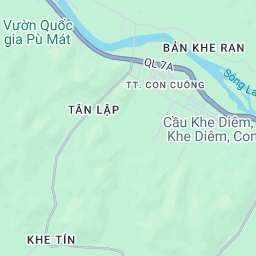 Vườn Quốc
gia Pù Mát
BẢN KHE RAN
QL 7A
Sông La
TT. CON CUÔNG
TÂN LẬP
Cầu Khe Diêm,
Khe Diêm, Con
KHE TÍN